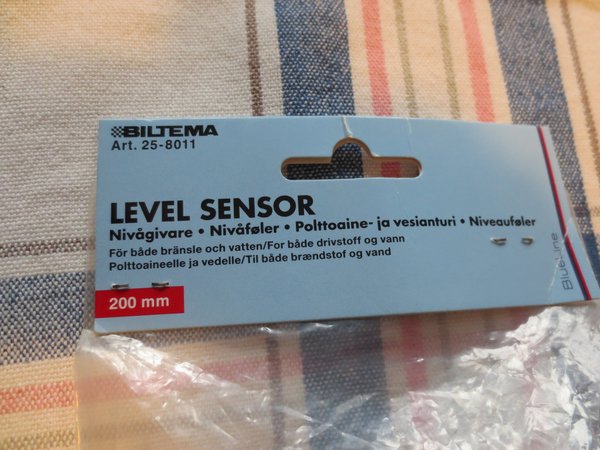 BILTEMA
Art. 25-8011
LEVEL SENSOR
Nivågivare • Nivåføler • Polttoaine- ja vesianturi • Niveauføler
För både bränsle och vatten/For både drivstoff og vann
Polttoaineelle ja vedelle/Til både brændstof og vand
200 mm
BlueLine